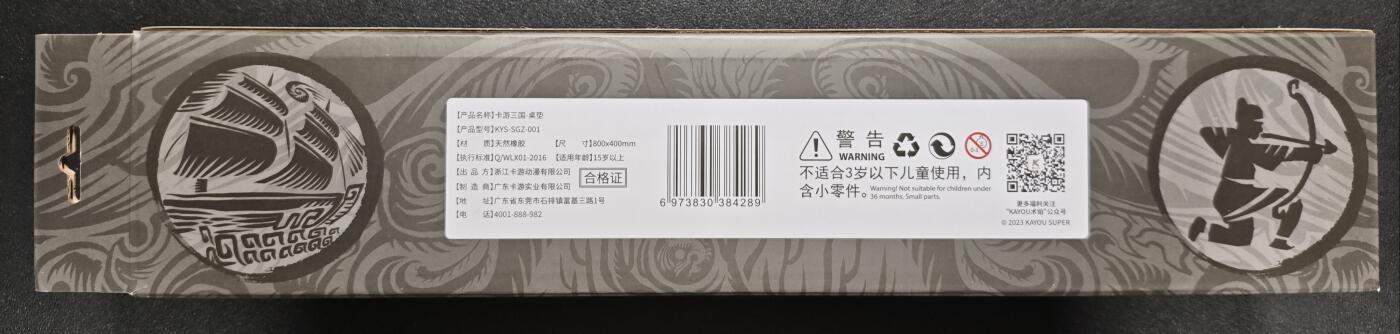 【产品名称】卡游三国·桌垫
【产品型号】KYS-SGZ-001
【材 质】天然橡胶 【尺 寸】800x400mm
【执行标准】Q/WLX01-2016 【适用年龄】15岁以上
【出 品 方】浙江卡游动漫有限公司
【制 造 商】广东卡游实业有限公司
合格证
【地 址】广东省东莞市石排镇富基三路1号
【电 话】4001-888-982
6 973830 384289
警告
WARNING
0-3
不适合3岁以下儿童使用，内
含小零件。
Warning! Not suitable for children under
36 months. Small parts.
K
更多福利关注
"KAYOU术馆"公众号
© 2023 KAYOU SUPER